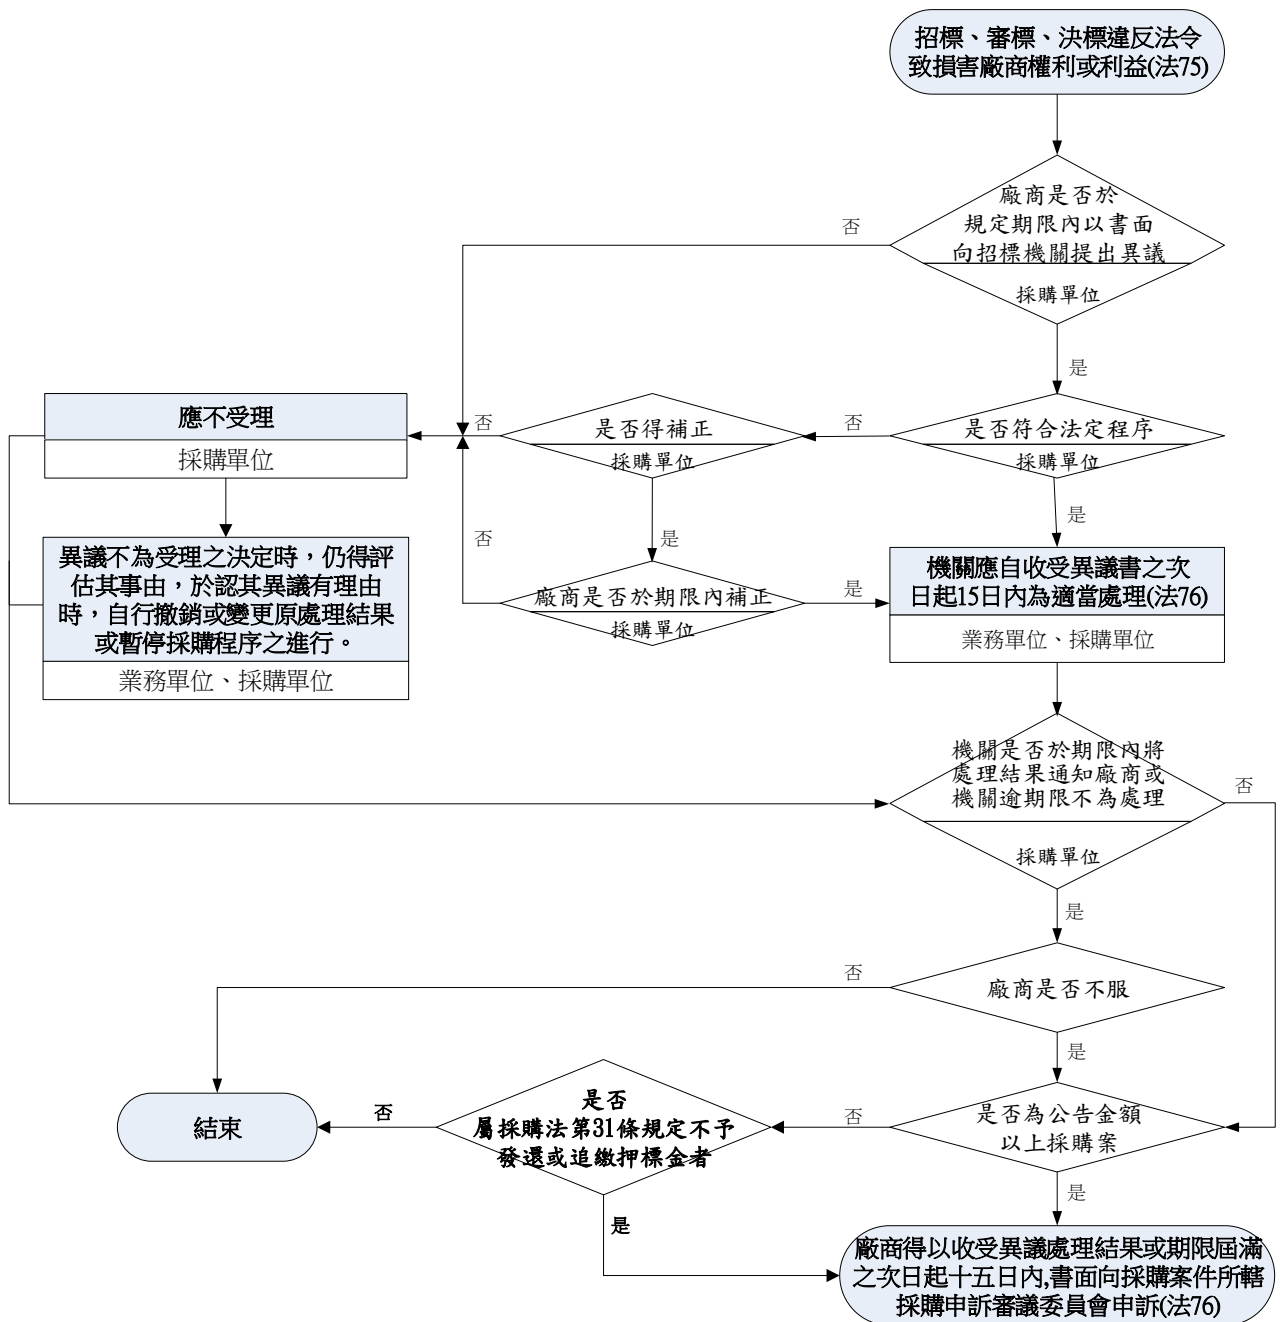 招標、審標、決標違反法令
致損害廠商權利或利益(法75)
廠商是否於
規定期限內以書面
向招標機關提出異議
採購單位
否
是
應不受理
採購單位
否
是否得補正
採購單位
否
是否符合法定程序
採購單位
是
是
否
異議不為受理之決定時，仍得評
估其事由，於認其異議有理由
時，自行撤銷或變更原處理結果
或暫停採購程序之進行。
業務單位、採購單位
廠商是否於期限內補正
採購單位
是
機關應自收受異議書之次
日起15日內為適當處理(法76)
業務單位、採購單位
機關是否於期限內將
處理結果通知廠商或
機關逾期限不為處理
採購單位
否
是
否
廠商是否不服
是
結束
否
是否
屬採購法第31條規定不予
發還或追繳押標金者
否
是否為公告金額
以上採購案
是
是
廠商得以收受異議處理結果或期限屆滿
之次日起十五日內,書面向採購案件所轄
採購申訴審議委員會申訴(法76)